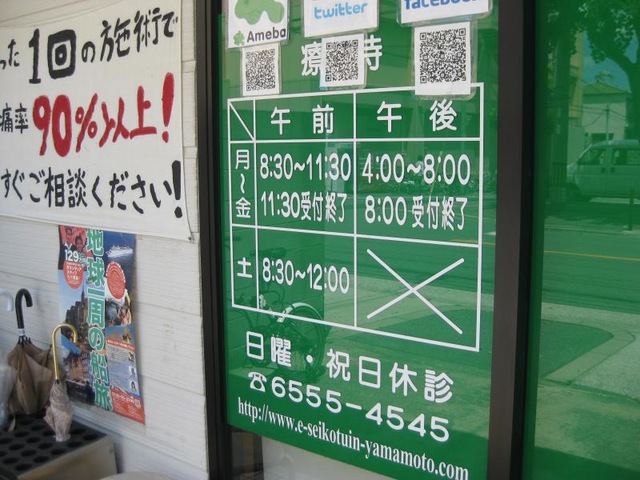 った1回の施術で
痛率90%以上!
すぐご相談ください!
129
地球一周の船旅
Ameba
twitter
facebook
療 時
午前 午後
月~金 8:30~11:30 4:00~8:00
11:30受付終了 8:00受付終了
土 8:30~12:00
日曜・祝日休診
☎6555-4545
http://www.e-seikotuin-yamamoto.com